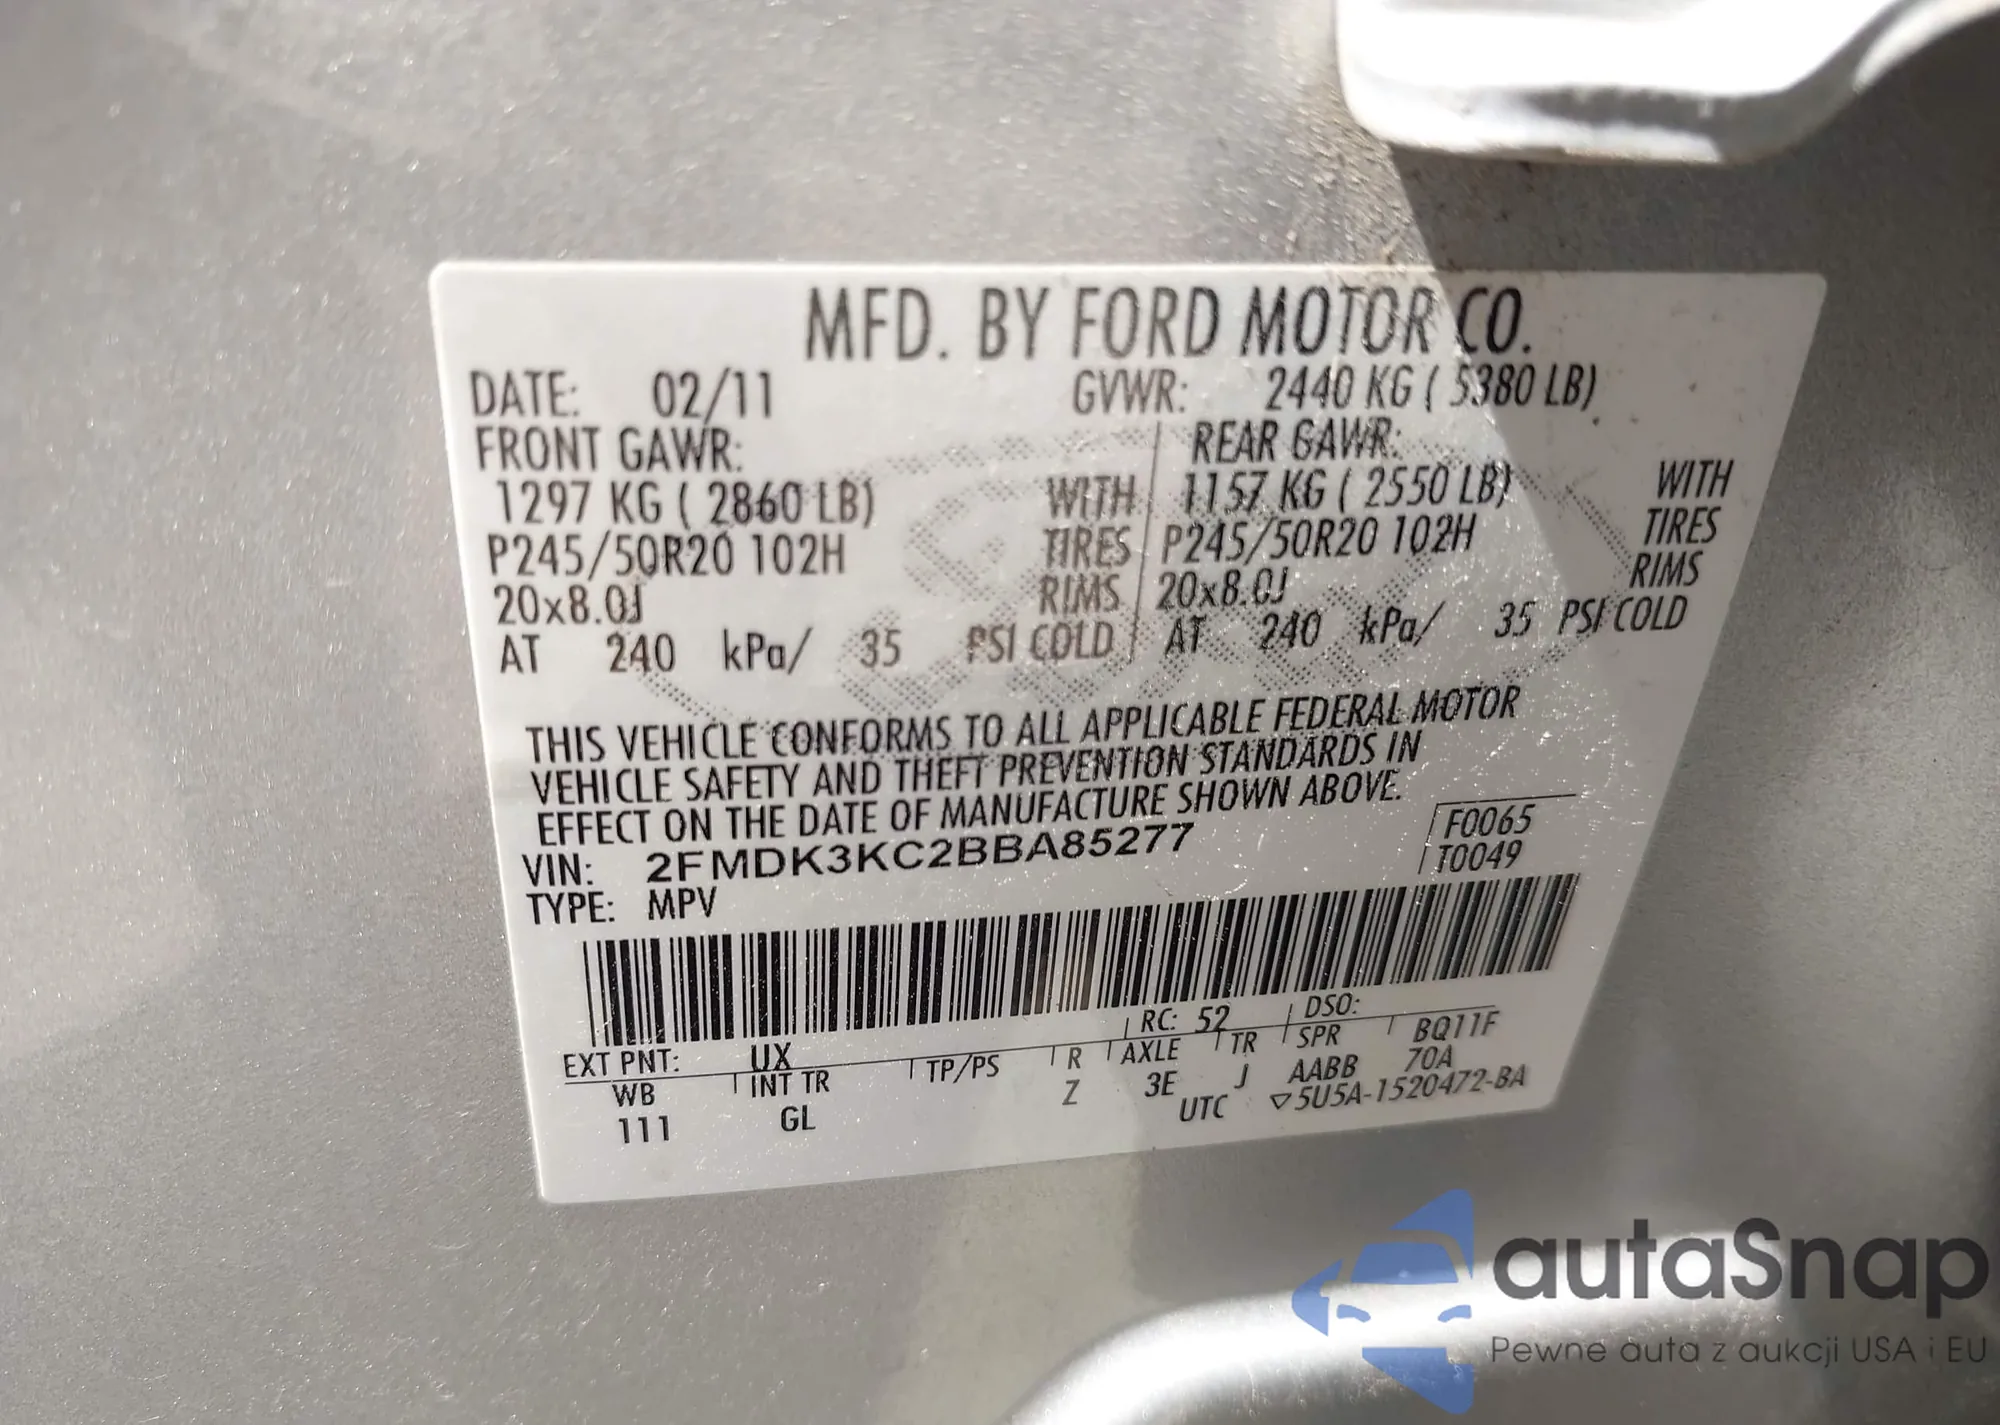 MFD. BY FORD MOTOR CO.
DATE: 02/11 GVWR: 2440 KG ( 5380 LB)
FRONT GAWR: REAR GAWR:
1297 KG ( 2860 LB) WITH 1157 KG ( 2550 LB) WITH
P245/50R20 102H TIRES P245/50R20 102H TIRES
20x8.0J RIMS 20x8.0J RIMS
AT 240 kPa/ 35 PSI COLD AT 240 kPa/ 35 PSI COLD
THIS VEHICLE CONFORMS TO ALL APPLICABLE FEDERAL MOTOR
VEHICLE SAFETY AND THEFT PREVENTION STANDARDS IN
EFFECT ON THE DATE OF MANUFACTURE SHOWN ABOVE.
VIN: 2FMDK3KC2BBA85277 F0065
TYPE: MPV T0049
EXT PNT: UX RC: 52 DSO:
WB INT TR TP/PS R AXLE TR SPR BQ11F
111 GL Z 3E J AABB 70A
UTC ▽5U5A-1520472-BA
autaSnap
Pewne auta z aukcji USA i EU